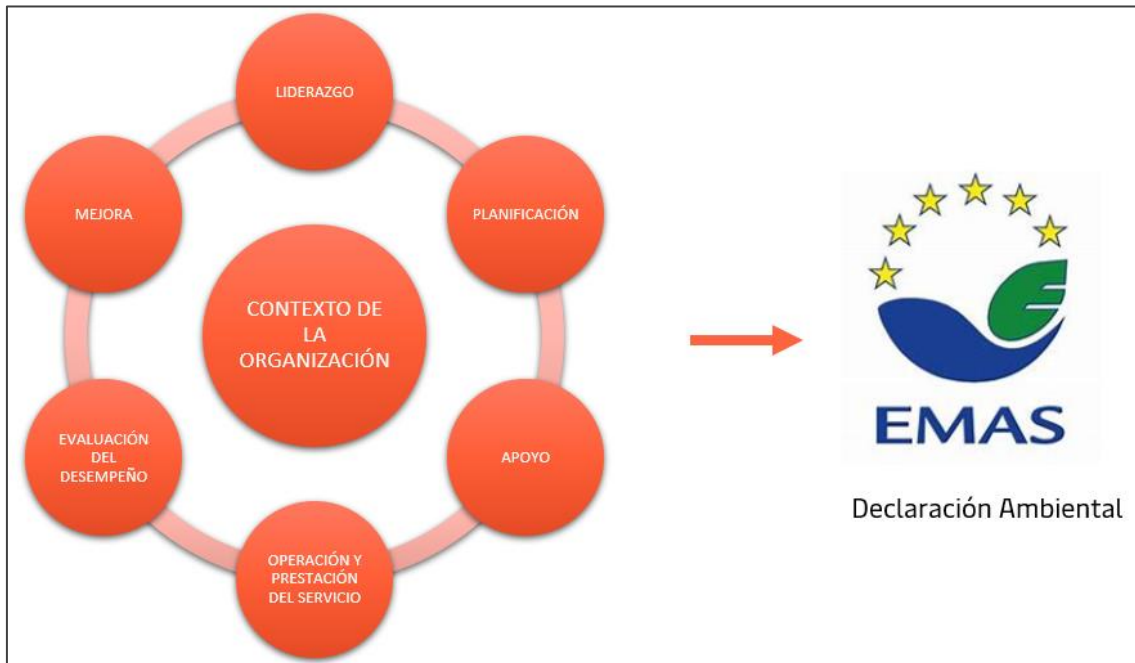 LIDERAZGO
PLANIFICACIÓN
APOYO
OPERACIÓN Y
PRESTACIÓN
DEL SERVICIO
EVALUACIÓN
DEL
DESEMPEÑO
MEJORA
CONTEXTO DE
LA
ORGANIZACIÓN
EMAS
Declaración Ambiental